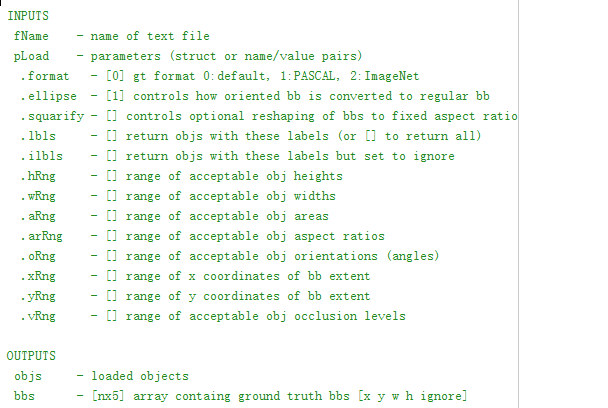 INPUTS
fName - name of text file
pLoad - parameters (struct or name/value pairs)
.format - [0] gt format 0:default, 1:PASCAL, 2:ImageNet
.ellipse - [1] controls how oriented bb is converted to regular bb
.squarify - [] controls optional reshaping of bbs to fixed aspect ratio
.lbls - [] return objs with these labels (or [] to return all)
.ilbls - [] return objs with these labels but set to ignore
.hRng - [] range of acceptable obj heights
.wRng - [] range of acceptable obj widths
.aRng - [] range of acceptable obj areas
.arRng - [] range of acceptable obj aspect ratios
.oRng - [] range of acceptable obj orientations (angles)
.xRng - [] range of x coordinates of bb extent
.yRng - [] range of y coordinates of bb extent
.vRng - [] range of acceptable obj occlusion levels
OUTPUTS
objs - loaded objects
bbs - [nx5] array containg ground truth bbs [x y w h ignore]